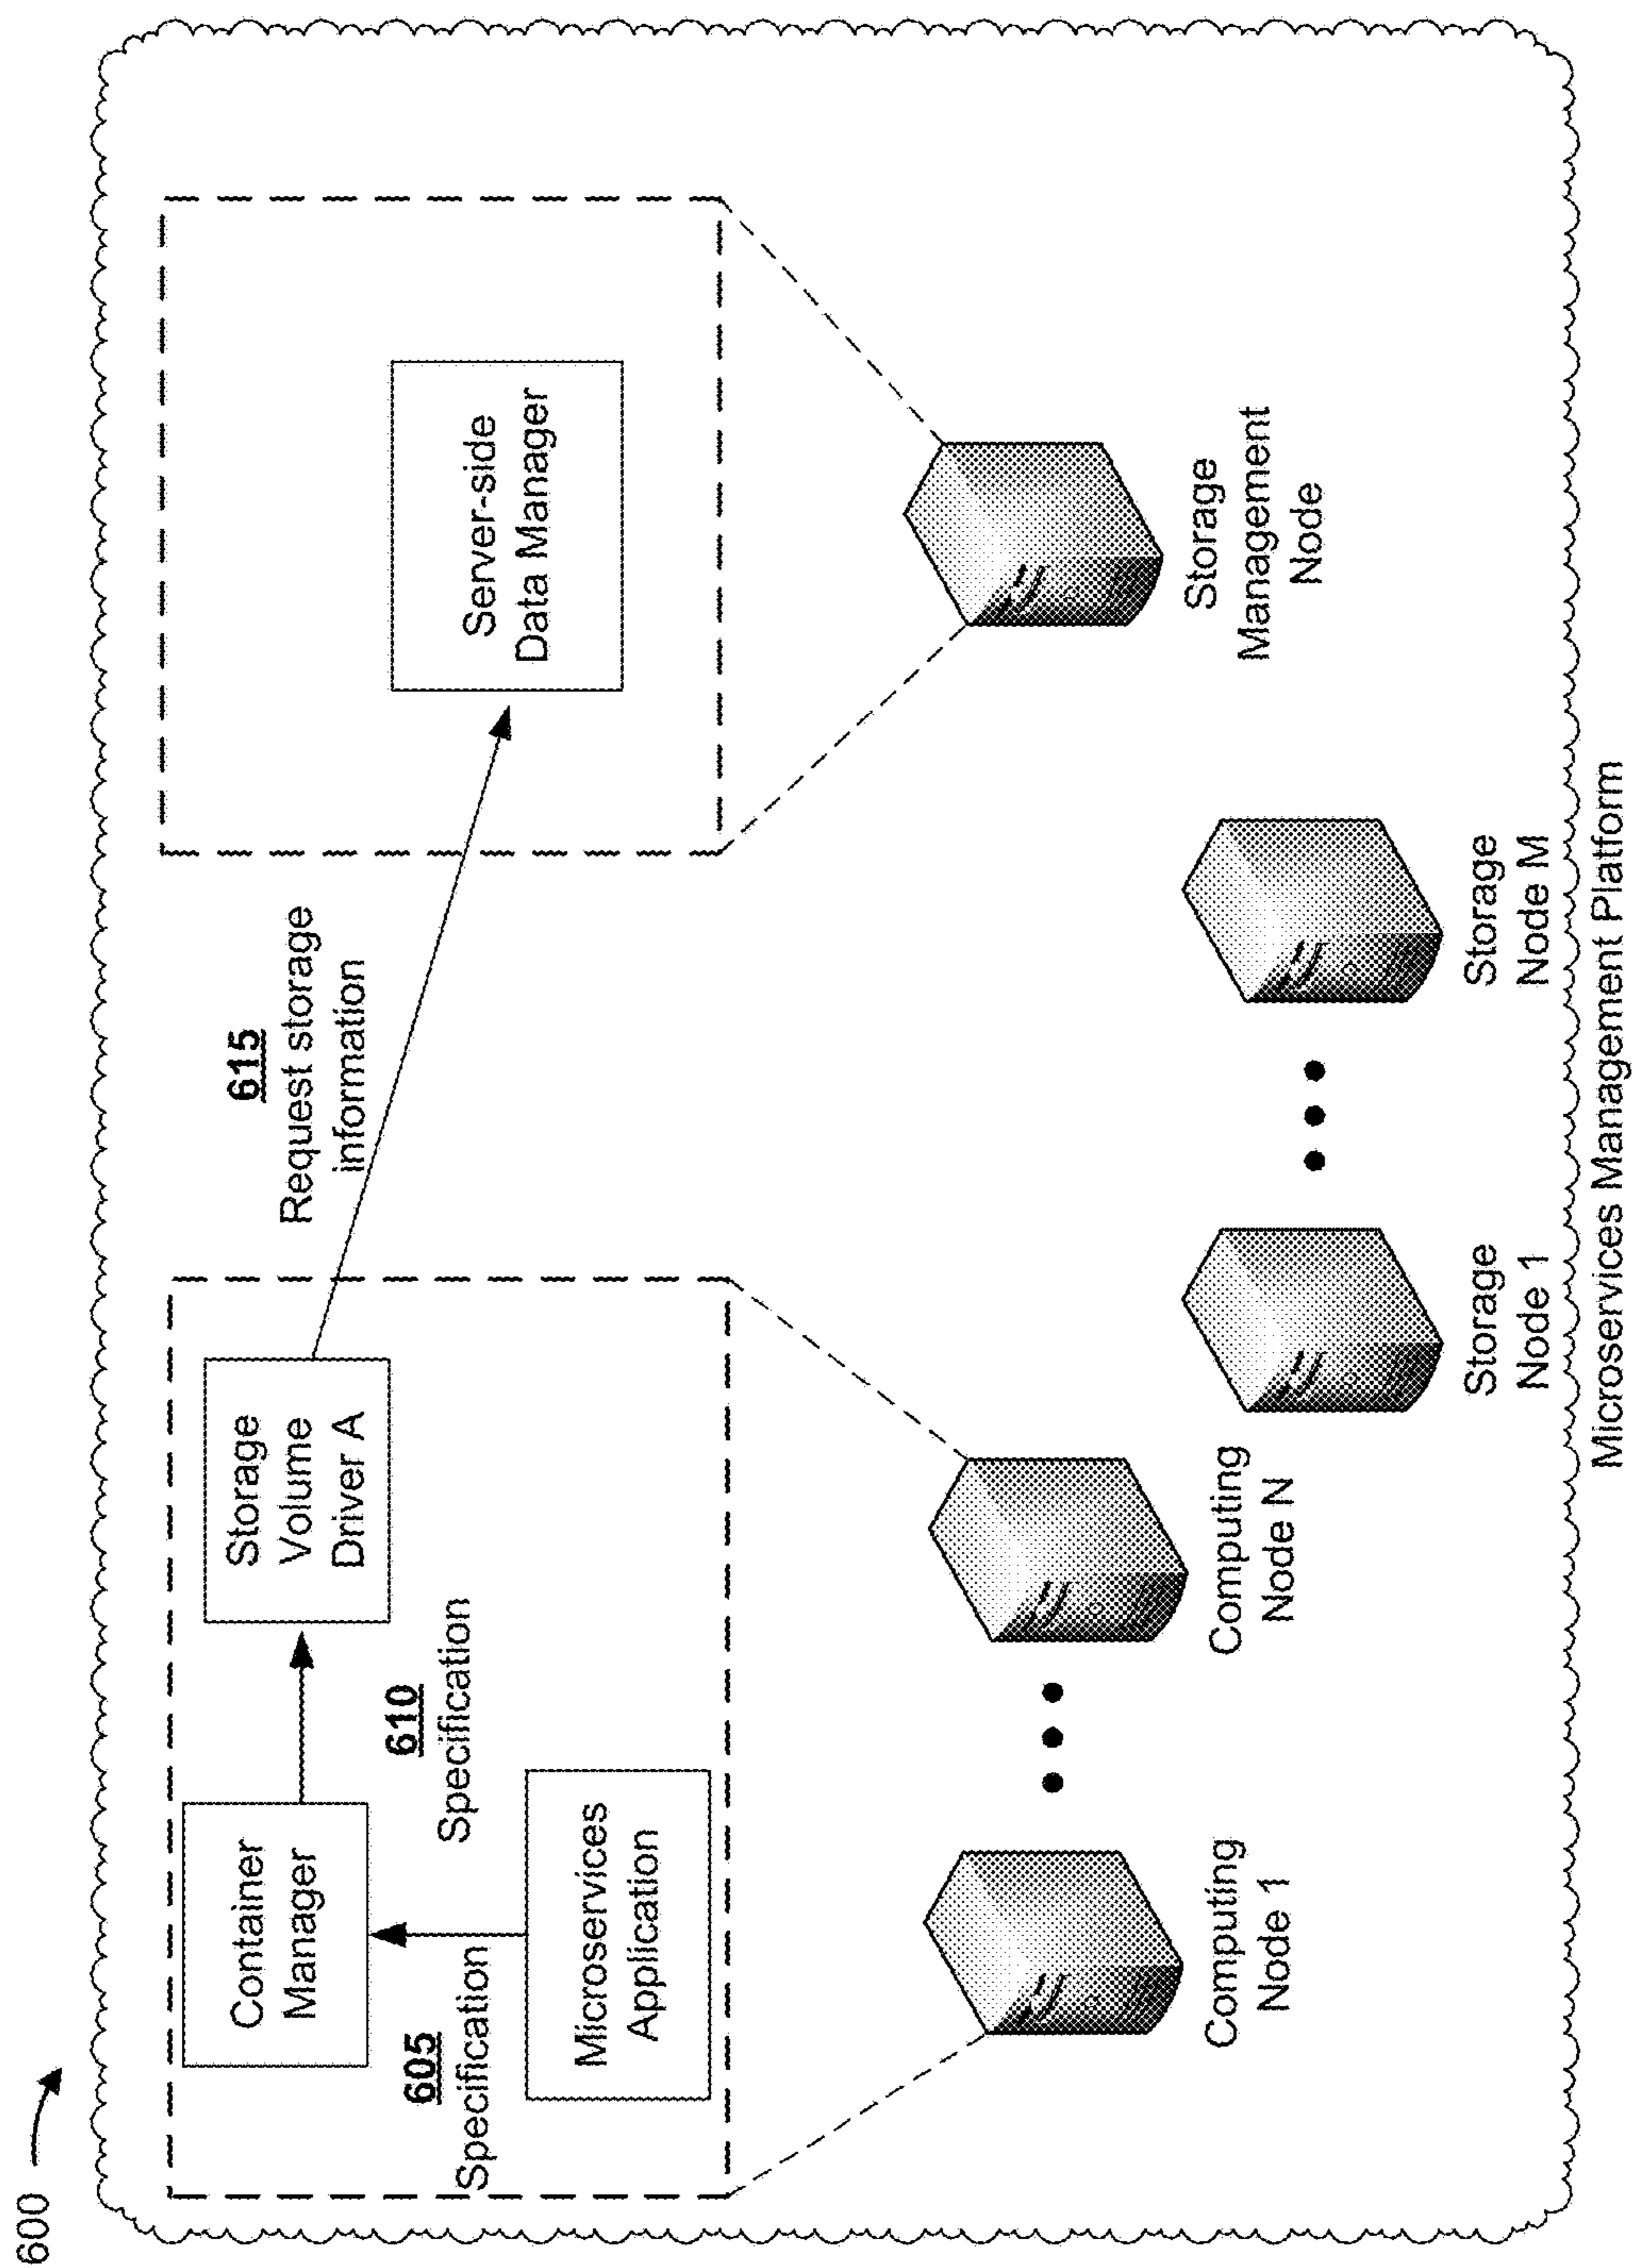 600
Container
Manager
Storage
Volume
Driver A
605
Specification
610
Specification
Microservices
Application
615
Request storage
information
Server-side
Data Manager
Computing
Node 1
Computing
Node N
Storage
Node 1
Storage
Node M
Storage
Management
Node
Microservices Management Platform